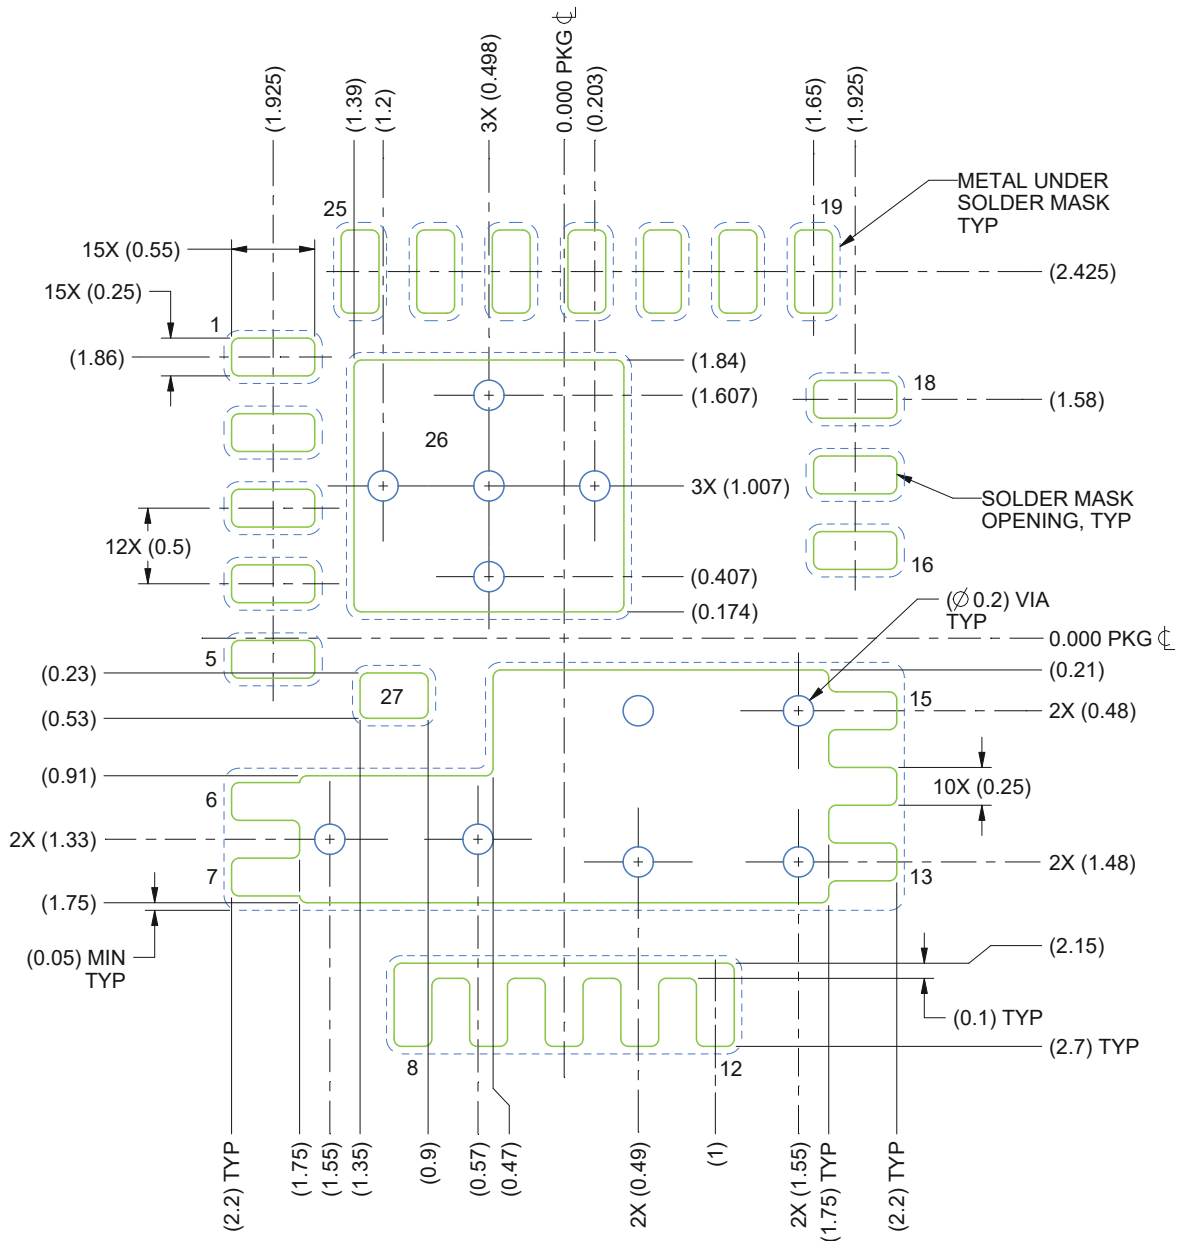 (1.925)
(1.39)
(1.2)
3X (0.498)
0.000 PKG ℄
(0.203)
(1.65)
(1.925)
METAL UNDER
SOLDER MASK
TYP
25
19
15X (0.55)
(2.425)
15X (0.25)
1
(1.86)
(1.84)
18
(1.607)
(1.58)
26
3X (1.007)
SOLDER MASK
OPENING, TYP
12X (0.5)
16
(0.407)
(Ø 0.2) VIA
TYP
(0.174)
0.000 PKG ℄
5
(0.23)
(0.21)
27
15
(0.53)
2X (0.48)
(0.91)
10X (0.25)
6
2X (1.33)
2X (1.48)
7
13
(1.75)
(0.05) MIN
TYP
(2.15)
(0.1) TYP
(2.7) TYP
8
12
(2.2) TYP
(1.75)
(1.55)
(1.35)
(0.9)
(0.57)
(0.47)
2X (0.49)
(1)
2X (1.55)
(1.75) TYP
(2.2) TYP